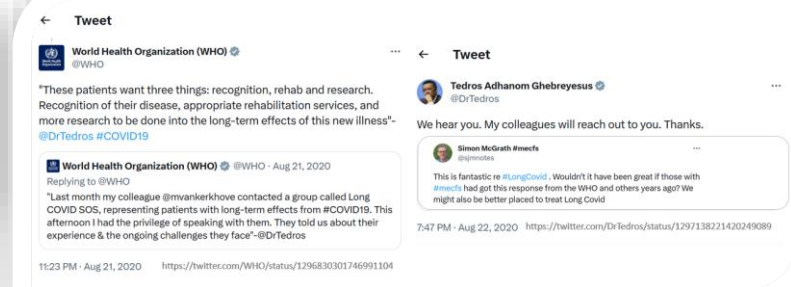 ← Tweet
World Health Organization (WHO)
@WHO
...
"These patients want three things: recognition, rehab and research.
Recognition of their disease, appropriate rehabilitation services, and
more research to be done into the long-term effects of this new illness"-
@DrTedros #COVID19
World Health Organization (WHO) @WHO · Aug 21, 2020
Replying to @WHO
"Last month my colleague @mvankerkhove contacted a group called Long
COVID SOS, representing patients with long-term effects from #COVID19. This
afternoon I had the privilege of speaking with them. They told us about their
experience & the ongoing challenges they face"-@DrTedros
11:23 PM · Aug 21, 2020 https://twitter.com/WHO/status/1296830301746991104
← Tweet
Tedros Adhanom Ghebreyesus
@DrTedros
...
We hear you. My colleagues will reach out to you. Thanks.
Simon McGrath #mecfs
@sjmnotes
...
This is fantastic re #LongCovid. Wouldn't it have been great if those with
#mecfs had got this response from the WHO and others years ago? We
might also be better placed to treat Long Covid
7:47 PM · Aug 22, 2020 https://twitter.com/DrTedros/status/1297138221420249089